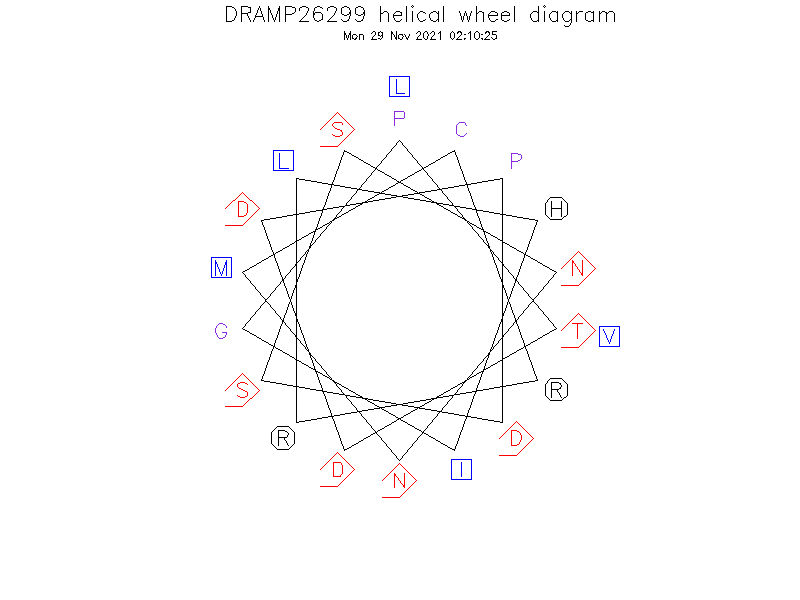 DRAMP26299 helical wheel diagram
Mon 29 Nov 2021 02:10:25
L
S P C
L P
D H
M N
G T V
S R
R D
D N I